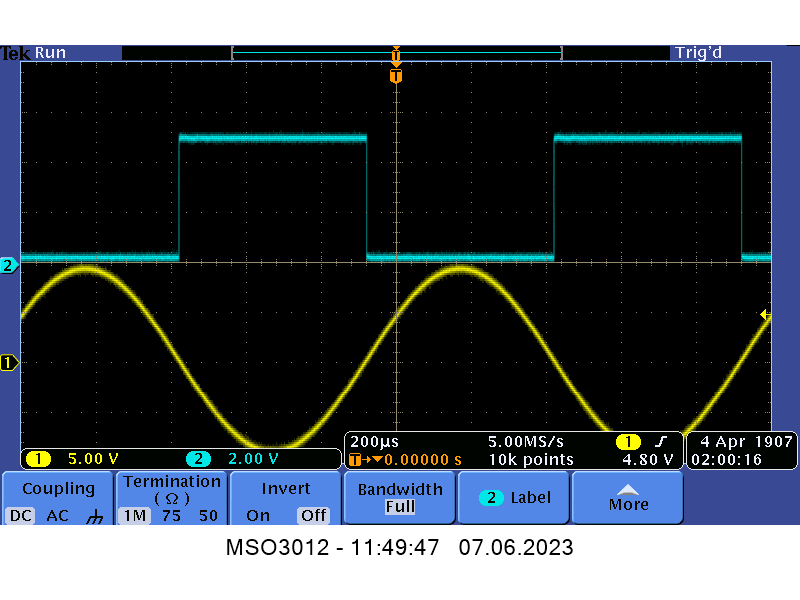 Tek Run Trig'd
T
T
2
1
200µs 5.00MS/s 1 4 Apr 1907
1 5.00 V 2 2.00 V T→▼0.00000 s 10k points 4.80 V 02:00:16
Coupling Termination Invert Bandwidth 2 Label More
(Ω) Full
DC AC 1M 75 50 On Off
MSO3012 - 11:49:47 07.06.2023